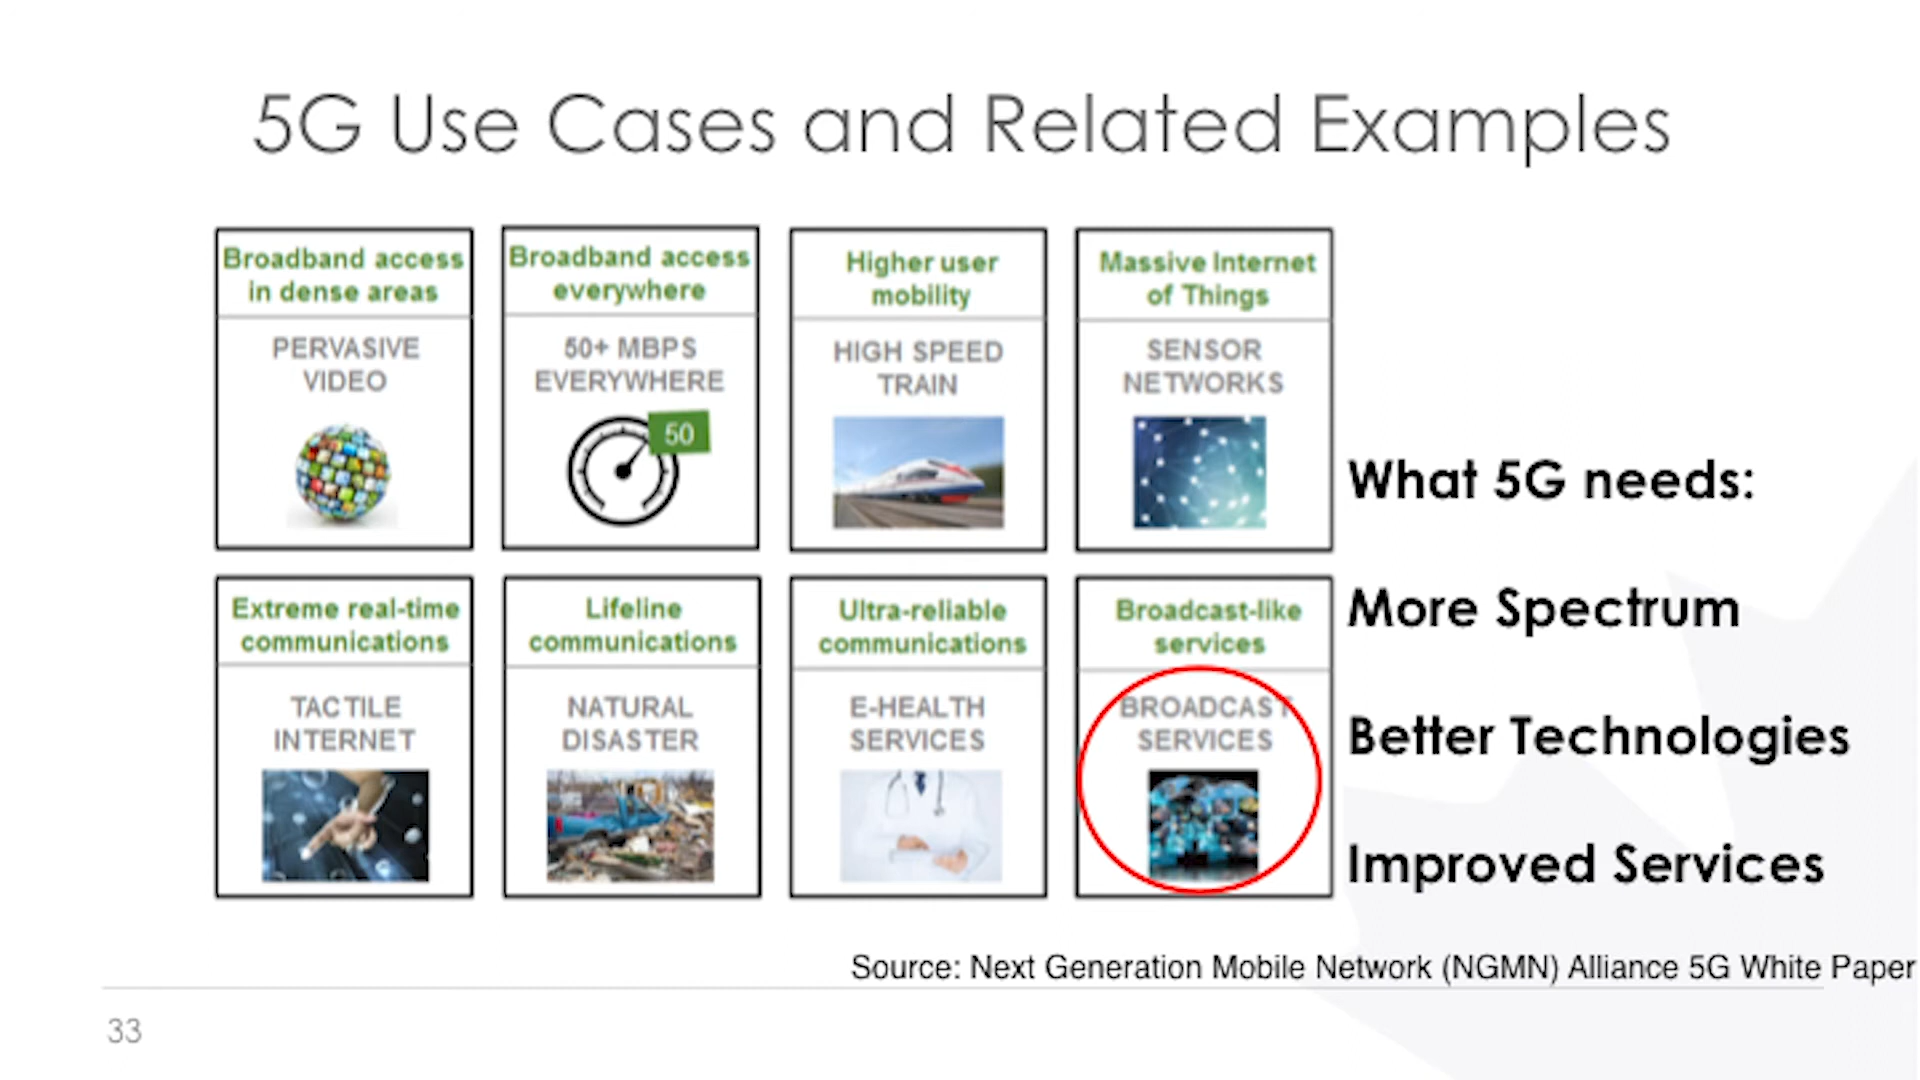 5G Use Cases and Related Examples
Broadband access
in dense areas
PERVASIVE
VIDEO
Broadband access
everywhere
50+ MBPS
EVERYWHERE
50
Higher user
mobility
HIGH SPEED
TRAIN
Massive Internet
of Things
SENSOR
NETWORKS
Extreme real-time
communications
TACTILE
INTERNET
Lifeline
communications
NATURAL
DISASTER
Ultra-reliable
communications
E-HEALTH
SERVICES
Broadcast-like
services
BROADCAST
SERVICES
What 5G needs:
More Spectrum
Better Technologies
Improved Services
Source: Next Generation Mobile Network (NGMN) Alliance 5G White Paper
33